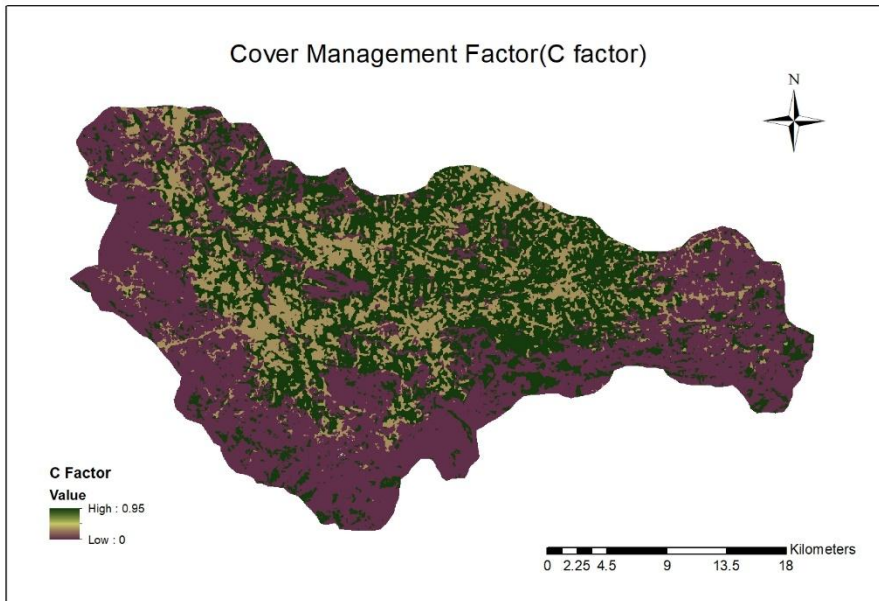 Cover Management Factor(C factor)
N
C Factor
Value
High : 0.95
Low : 0
Kilometers
0 2.25 4.5 9 13.5 18